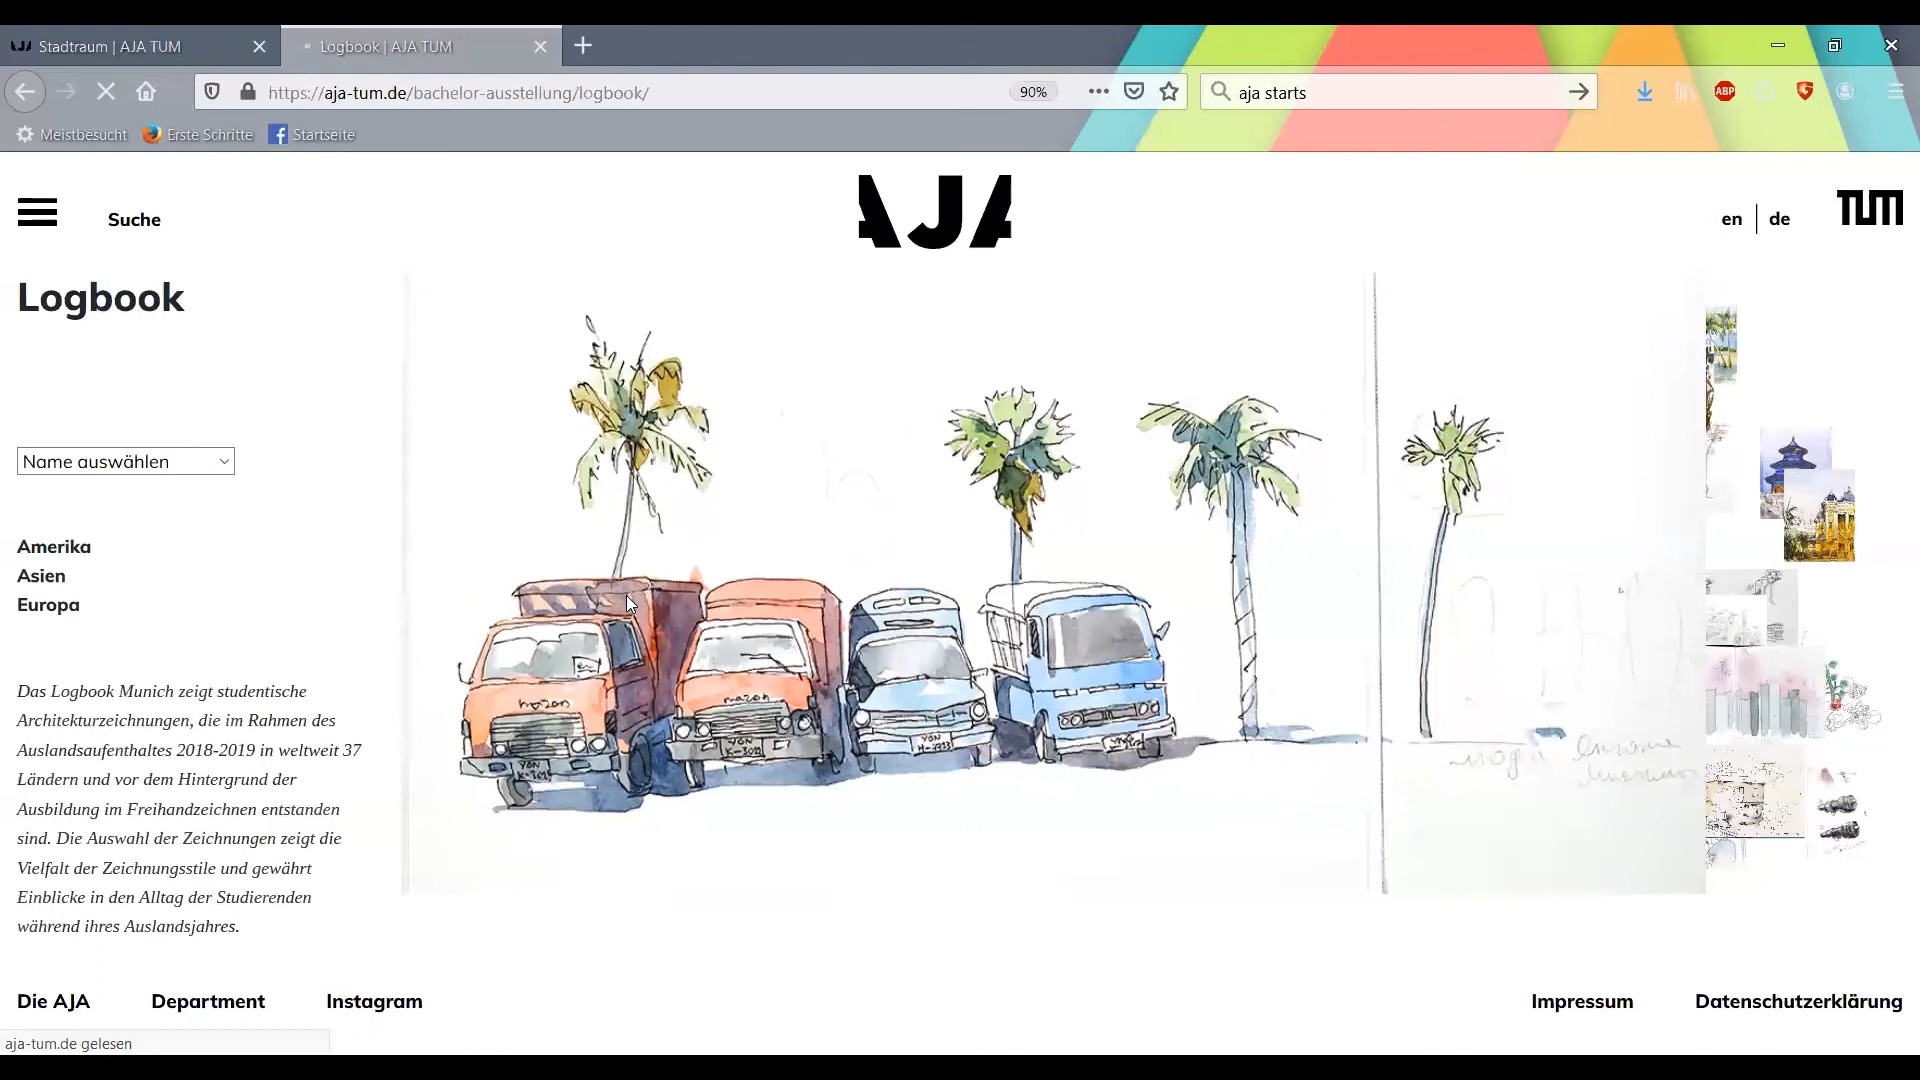 Stadtraum | AJA TUM
Logbook | AJA TUM
https://aja-tum.de/bachelor-ausstellung/logbook/
90%
aja starts
ABP
Meistbesucht
Erste Schritte
Startseite
Suche
AJA
en | de
TUM
Logbook
Name auswählen
Amerika
Asien
Europa
Das Logbook Munich zeigt studentische
Architekturzeichnungen, die im Rahmen des
Auslandsaufenthaltes 2018-2019 in weltweit 37
Ländern und vor dem Hintergrund der
Ausbildung im Freihandzeichnen entstanden
sind. Die Auswahl der Zeichnungen zeigt die
Vielfalt der Zeichnungsstile und gewährt
Einblicke in den Alltag der Studierenden
während ihres Auslandsjahres.
Die AJA
Department
Instagram
Impressum
Datenschutzerklärung
aja-tum.de gelesen